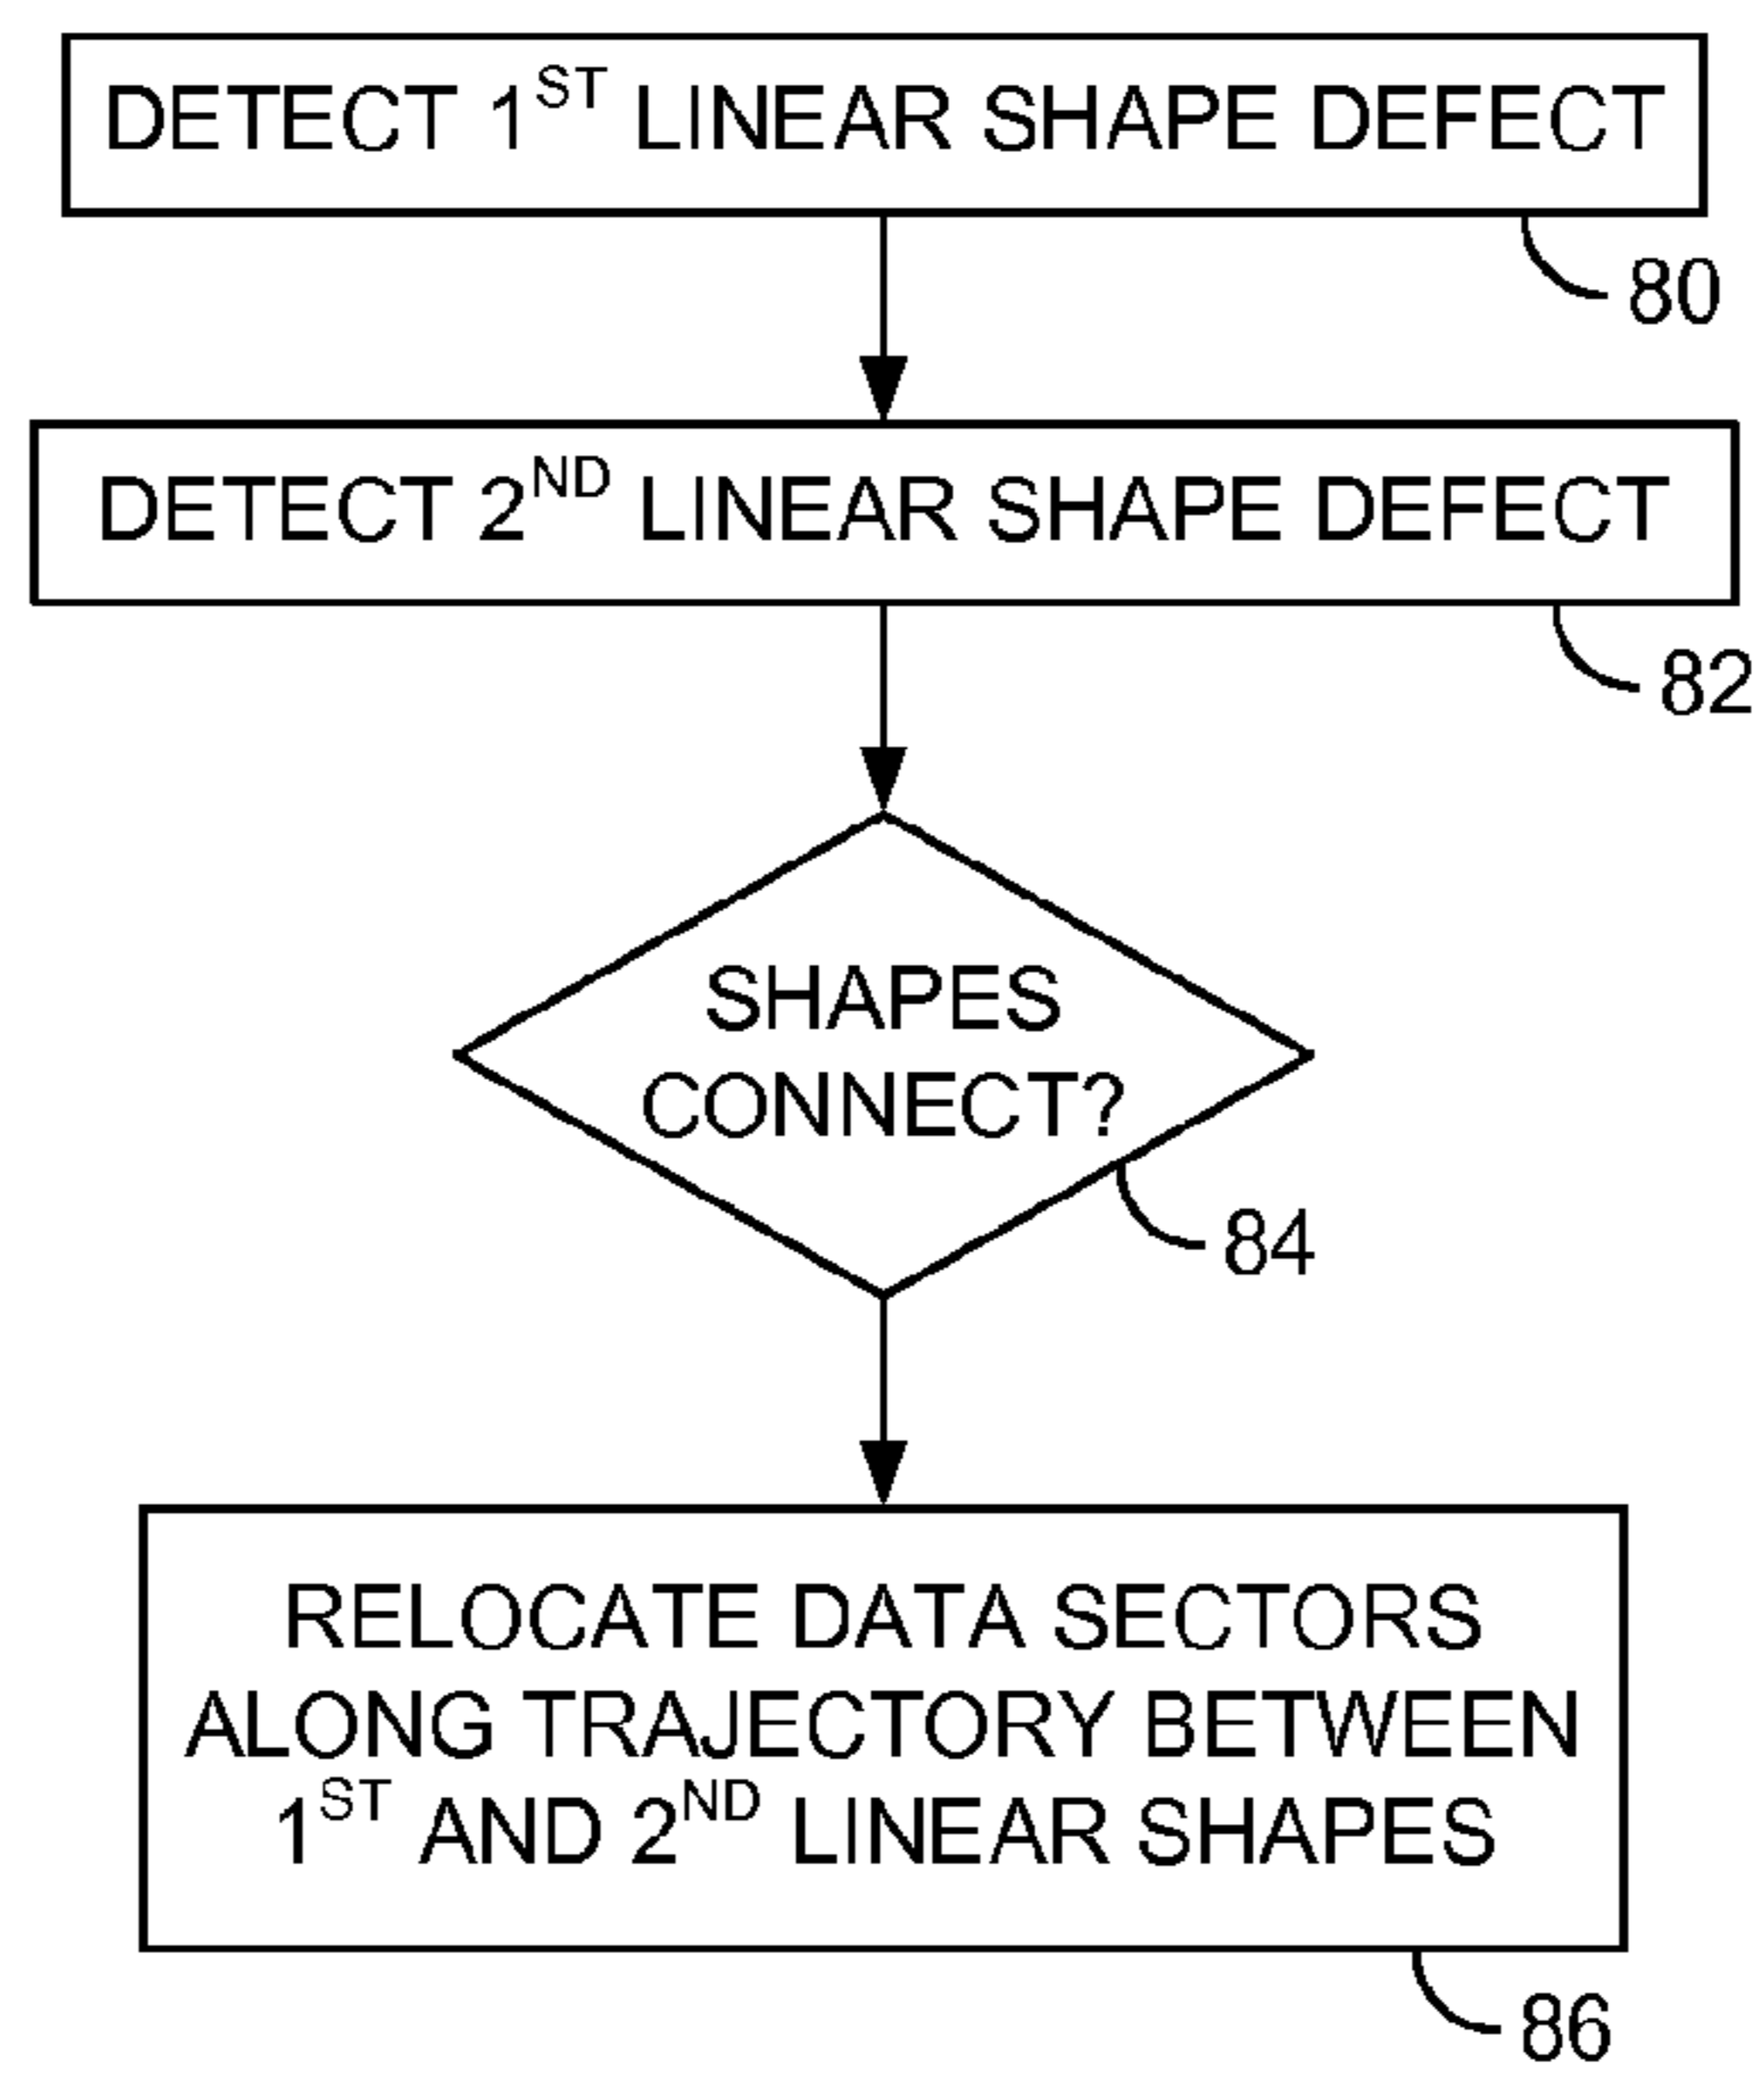 DETECT 1ST LINEAR SHAPE DEFECT
80
DETECT 2ND LINEAR SHAPE DEFECT
82
SHAPES
CONNECT?
84
RELOCATE DATA SECTORS
ALONG TRAJECTORY BETWEEN
1ST AND 2ND LINEAR SHAPES
86